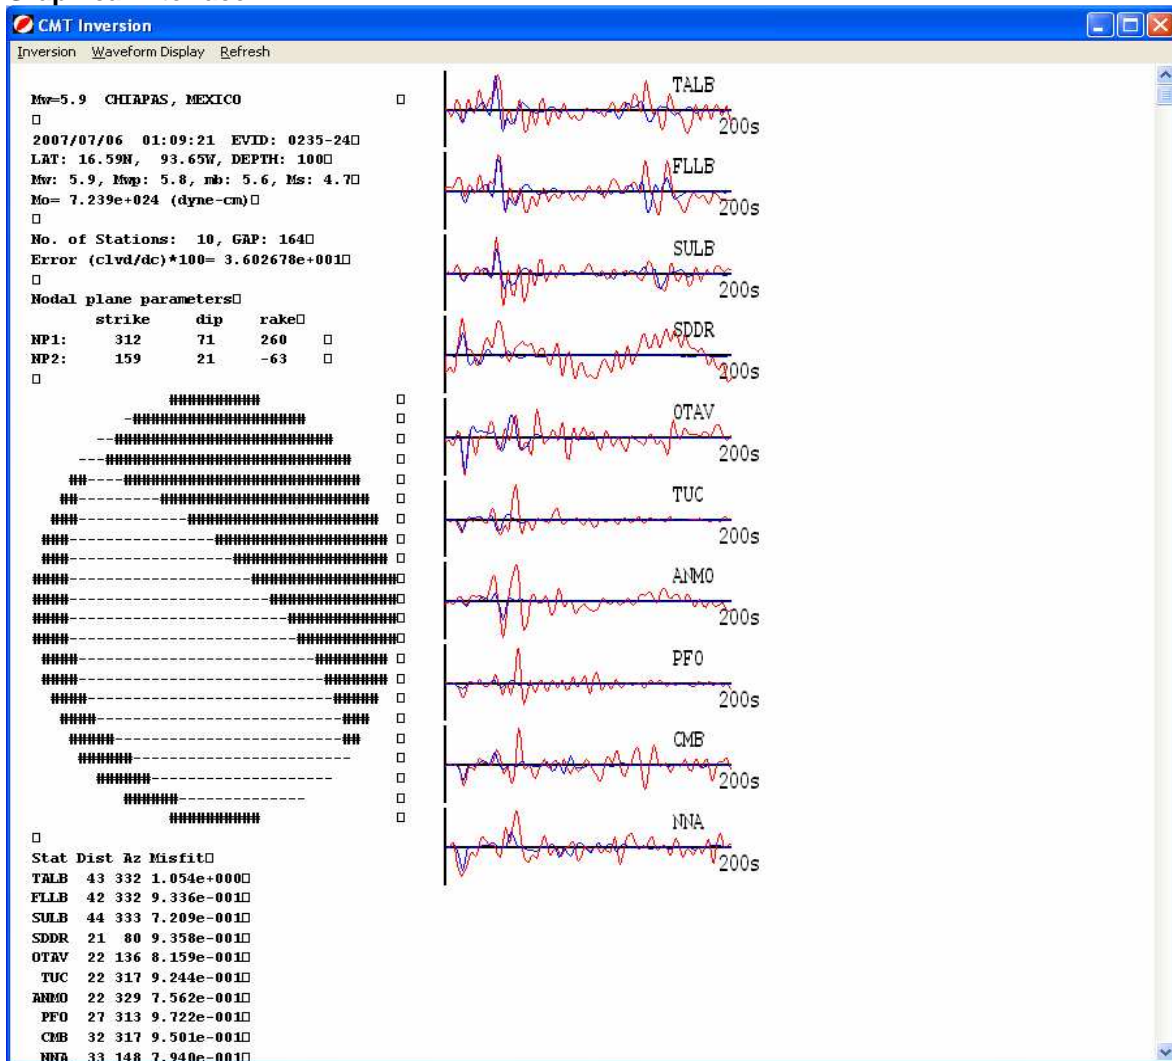 CMT Inversion
Inversion Waveform Display Refresh
Mw=5.9 CHIAPAS, MEXICO
2007/07/06 01:09:21 EVID: 0235-24
LAT: 16.59N, 93.65W, DEPTH: 100
Mw: 5.9, Mwp: 5.8, mb: 5.6, Ms: 4.7
Mo= 7.239e+024 (dyne-cm)
No. of Stations: 10, GAP: 164
Error (clvd/dc)*100= 3.602678e+001
Nodal plane parameters
strike dip rake
NP1: 312 71 260
NP2: 159 21 -63
Stat Dist Az Misfit
TALB 43 332 1.054e+000
FLLB 42 332 9.336e-001
SULB 44 333 7.209e-001
SDDR 21 80 9.358e-001
OTAV 22 136 8.159e-001
TUC 22 317 9.244e-001
ANMO 22 329 7.562e-001
PFO 27 313 9.722e-001
CMB 32 317 9.501e-001
NNA 33 148 7.940e-001
TALB
200s
FLLB
200s
SULB
200s
SDDR
200s
OTAV
200s
TUC
200s
ANMO
200s
PFO
200s
CMB
200s
NNA
200s